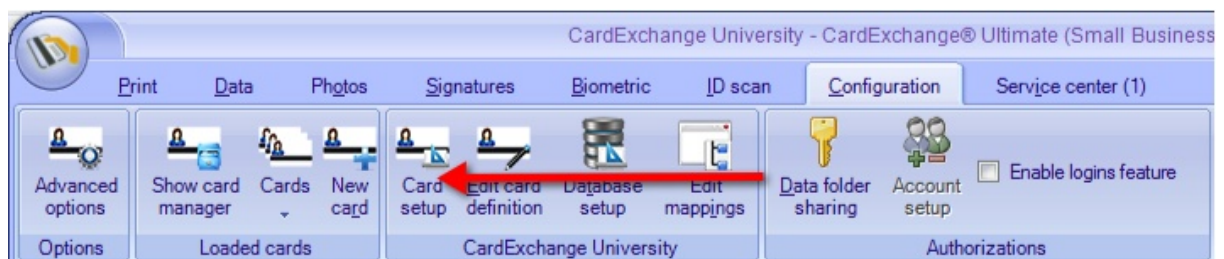 CardExchange University - CardExchange® Ultimate (Small Business
Print Data Photos Signatures Biometric ID scan Configuration Service center (1)
Advanced options
Show card manager
Cards
New card
Card setup
Edit card definition
Database setup
Edit mappings
Data folder sharing
Account setup
Enable logins feature
Options Loaded cards CardExchange University Authorizations